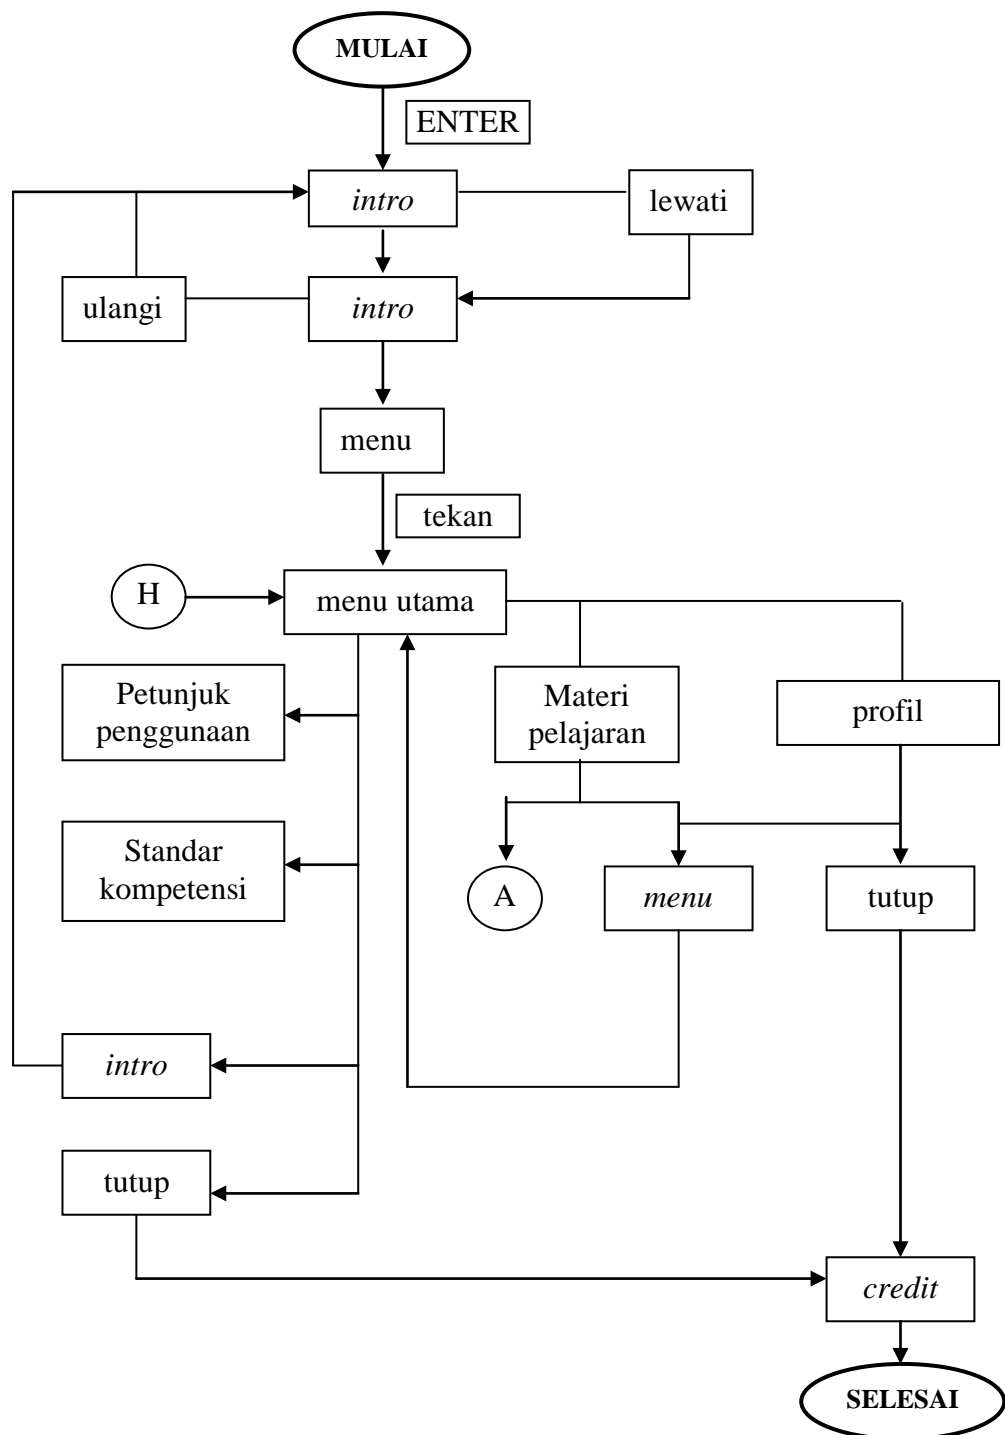 MULAI
ENTER
intro
lewati
ulangi
intro
menu
tekan
H
menu utama
Petunjuk
penggunaan
Materi
pelajaran
profil
Standar
kompetensi
A
menu
tutup
intro
tutup
credit
SELESAI